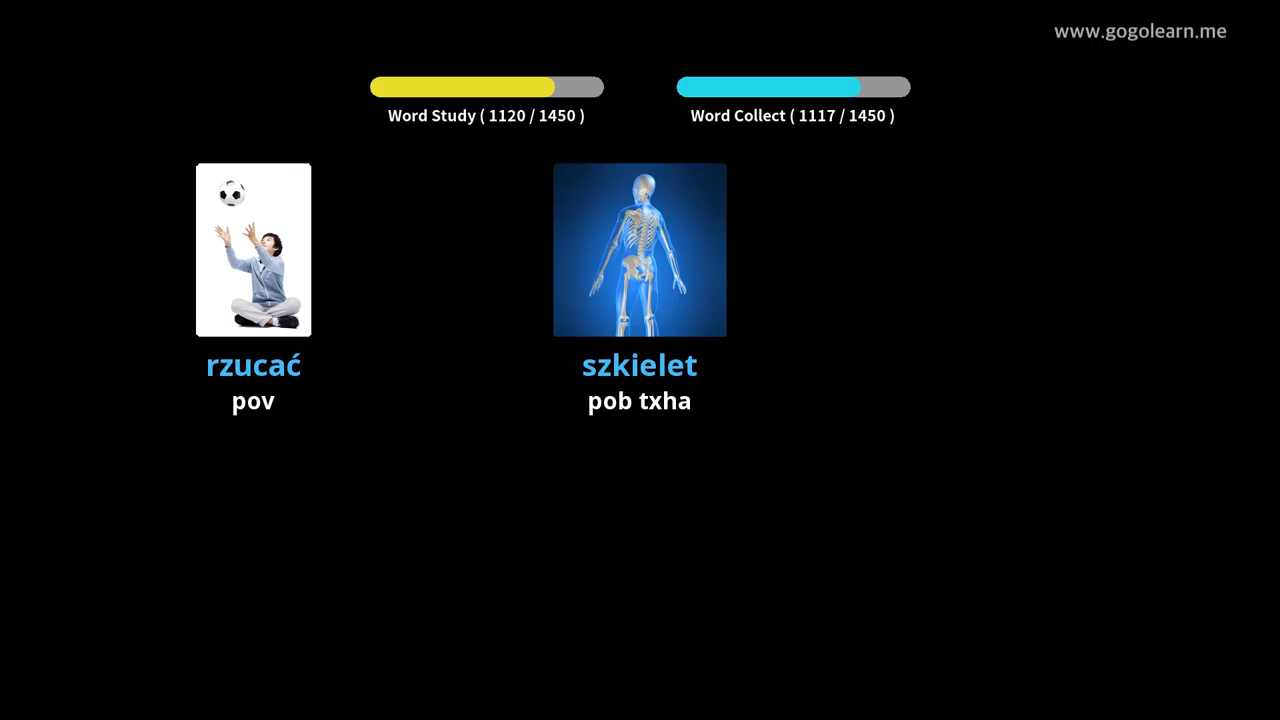 www.gogolearn.me
Word Study ( 1120 / 1450 )
Word Collect ( 1117 / 1450 )
rzucać
pov
szkielet
pob txha